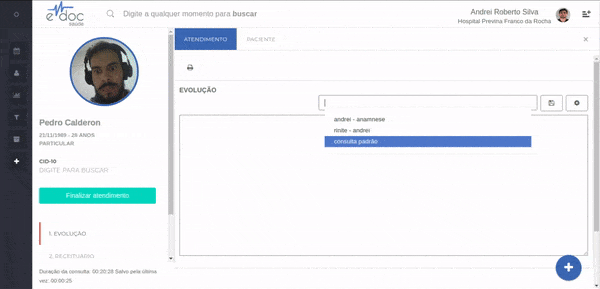 e doc
saúde
Digite a qualquer momento para buscar
Andrei Roberto Silva
Hospital Previna Franco da Rocha
ATENDIMENTO
PACIENTE
EVOLUÇÃO
andrei - anamnese
rinite - andrei
consulta padrão
Pedro Calderon
21/11/1989 - 28 ANOS
PARTICULAR
CID-10
DIGITE PARA BUSCAR
Finalizar atendimento
1. EVOLUÇÃO
2. RECEITUÁRIO
Duração da consulta: 00:20:28 Salvo pela última
vez: 00:00:25